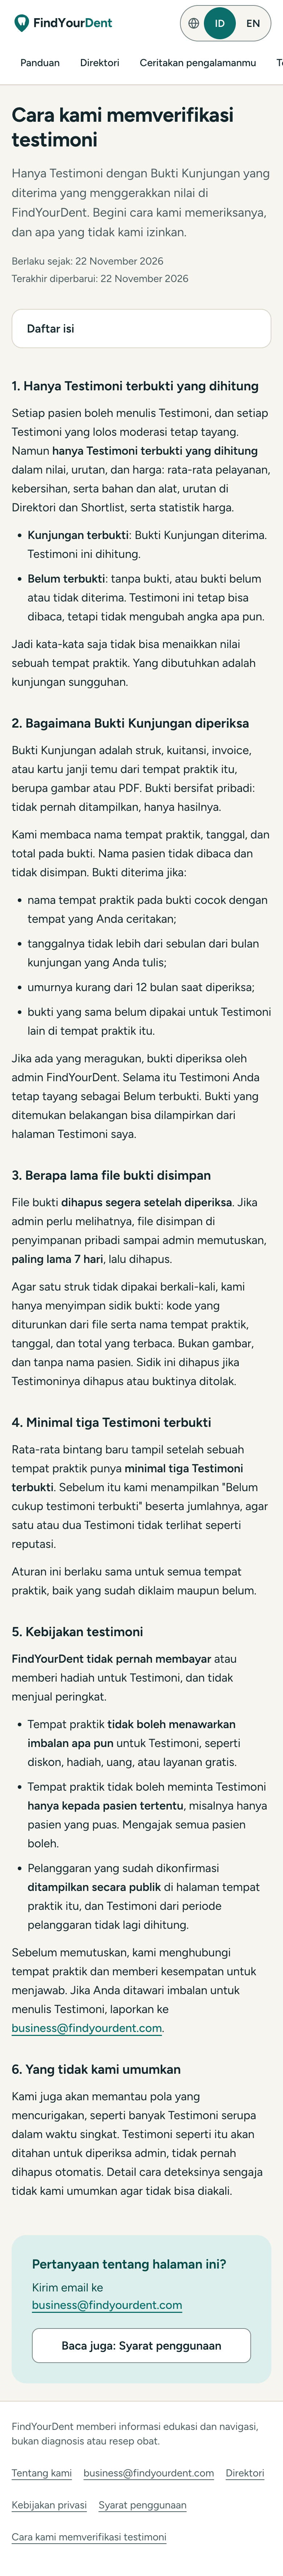 FindYourDent
ID EN
Panduan Direktori Ceritakan pengalamanmu
Cara kami memverifikasi
testimoni
Hanya Testimoni dengan Bukti Kunjungan yang
diterima yang menggerakkan nilai di
FindYourDent. Begini cara kami memeriksanya,
dan apa yang tidak kami izinkan.
Berlaku sejak: 22 November 2026
Terakhir diperbarui: 22 November 2026
Daftar isi
1. Hanya Testimoni terbukti yang dihitung
Setiap pasien boleh menulis Testimoni, dan setiap
Testimoni yang lolos moderasi tetap tayang.
Namun hanya Testimoni terbukti yang dihitung
dalam nilai, urutan, dan harga: rata-rata pelayanan,
kebersihan, serta bahan dan alat, urutan di
Direktori dan Shortlist, serta statistik harga.
• Kunjungan terbukti: Bukti Kunjungan diterima.
Testimoni ini dihitung.
• Belum terbukti: tanpa bukti, atau bukti belum
atau tidak diterima. Testimoni ini tetap bisa
dibaca, tetapi tidak mengubah angka apa pun.
Jadi kata-kata saja tidak bisa menaikkan nilai
sebuah tempat praktik. Yang dibutuhkan adalah
kunjungan sungguhan.
2. Bagaimana Bukti Kunjungan diperiksa
Bukti Kunjungan adalah struk, kuitansi, invoice,
atau kartu janji temu dari tempat praktik itu,
berupa gambar atau PDF. Bukti bersifat pribadi:
tidak pernah ditampilkan, hanya hasilnya.
Kami membaca nama tempat praktik, tanggal, dan
total pada bukti. Nama pasien tidak dibaca dan
tidak disimpan. Bukti diterima jika:
• nama tempat praktik pada bukti cocok dengan
tempat yang Anda ceritakan;
• tanggalnya tidak lebih dari sebulan dari bulan
kunjungan yang Anda tulis;
• umurnya kurang dari 12 bulan saat diperiksa;
• bukti yang sama belum dipakai untuk Testimoni
lain di tempat praktik itu.
Jika ada yang meragukan, bukti diperiksa oleh
admin FindYourDent. Selama itu Testimoni Anda
tetap tayang sebagai Belum terbukti. Bukti yang
ditemukan belakangan bisa dilampirkan dari
halaman Testimoni saya.
3. Berapa lama file bukti disimpan
File bukti dihapus segera setelah diperiksa. Jika
admin perlu melihatnya, file disimpan di
penyimpanan pribadi sampai admin memutuskan,
paling lama 7 hari, lalu dihapus.
Agar satu struk tidak dipakai berkali-kali, kami
hanya menyimpan sidik bukti: kode yang
diturunkan dari file serta nama tempat praktik,
tanggal, dan total yang terbaca. Bukan gambar,
dan tanpa nama pasien. Sidik ini dihapus jika
Testimoninya dihapus atau buktinya ditolak.
4. Minimal tiga Testimoni terbukti
Rata-rata bintang baru tampil setelah sebuah
tempat praktik punya minimal tiga Testimoni
terbukti. Sebelum itu kami menampilkan "Belum
cukup testimoni terbukti" beserta jumlahnya, agar
satu atau dua Testimoni tidak terlihat seperti
reputasi.
Aturan ini berlaku sama untuk semua tempat
praktik, baik yang sudah diklaim maupun belum.
5. Kebijakan testimoni
FindYourDent tidak pernah membayar atau
memberi hadiah untuk Testimoni, dan tidak
menjual peringkat.
• Tempat praktik tidak boleh menawarkan
imbalan apa pun untuk Testimoni, seperti
diskon, hadiah, uang, atau layanan gratis.
• Tempat praktik tidak boleh meminta Testimoni
hanya kepada pasien tertentu, misalnya hanya
pasien yang puas. Mengajak semua pasien
boleh.
• Pelanggaran yang sudah dikonfirmasi
ditampilkan secara publik di halaman tempat
praktik itu, dan Testimoni dari periode
pelanggaran tidak lagi dihitung.
Sebelum memutuskan, kami menghubungi
tempat praktik dan memberi kesempatan untuk
menjawab. Jika Anda ditawari imbalan untuk
menulis Testimoni, laporkan ke
business@findyourdent.com.
6. Yang tidak kami umumkan
Kami juga akan memantau pola yang
mencurigakan, seperti banyak Testimoni serupa
dalam waktu singkat. Testimoni seperti itu akan
ditahan untuk diperiksa admin, tidak pernah
dihapus otomatis. Detail cara deteksinya sengaja
tidak kami umumkan agar tidak bisa diakali.
Pertanyaan tentang halaman ini?
Kirim email ke
business@findyourdent.com
Baca juga: Syarat penggunaan
FindYourDent memberi informasi edukasi dan navigasi,
bukan diagnosis atau resep obat.
Tentang kami business@findyourdent.com Direktori
Kebijakan privasi Syarat penggunaan
Cara kami memverifikasi testimoni